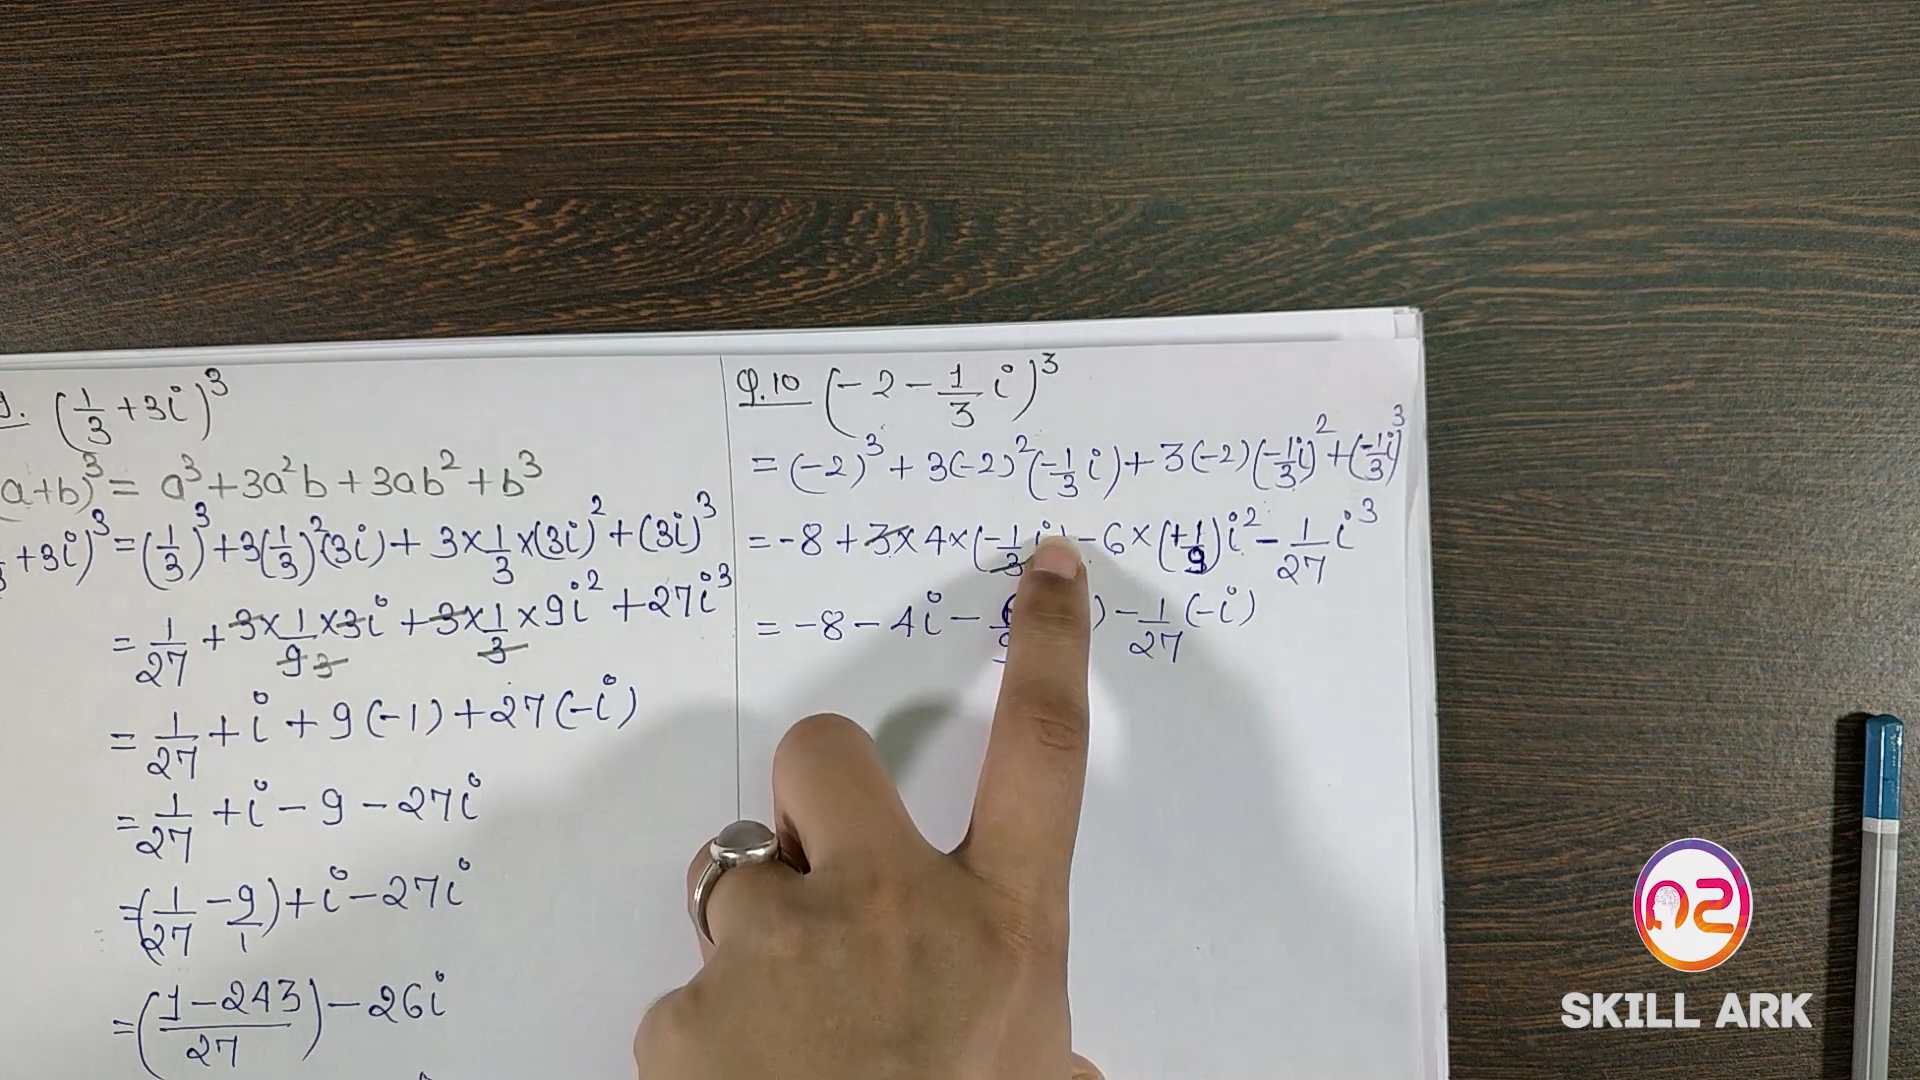 9. (1/3 + 3i)³
(a+b)³ = a³ + 3a²b + 3ab² + b³
+3i)³ = (1/3)³ + 3(1/3)²(3i) + 3 × 1/3 × (3i)² + (3i)³
= 1/27 + 3 × 1/9 × 3i + 3 × 1/3 × 9i² + 27i³
3
= 1/27 + i + 9(-1) + 27(-i)
= 1/27 + i - 9 - 27i
= (1/27 - 9/1) + i - 27i
= (1-243/27) - 26i
Q.10 (-2 - 1/3 i)³
= (-2)³ + 3(-2)²(-1/3 i) + 3(-2)(-1/3 i)² + (-1/3 i)³
= -8 + 3 × 4 × (-1/3 i) - 6 × (+1/9) i² - 1/27 i³
= -8 - 4i - ) - 1/27 (-i)
SKILL ARK